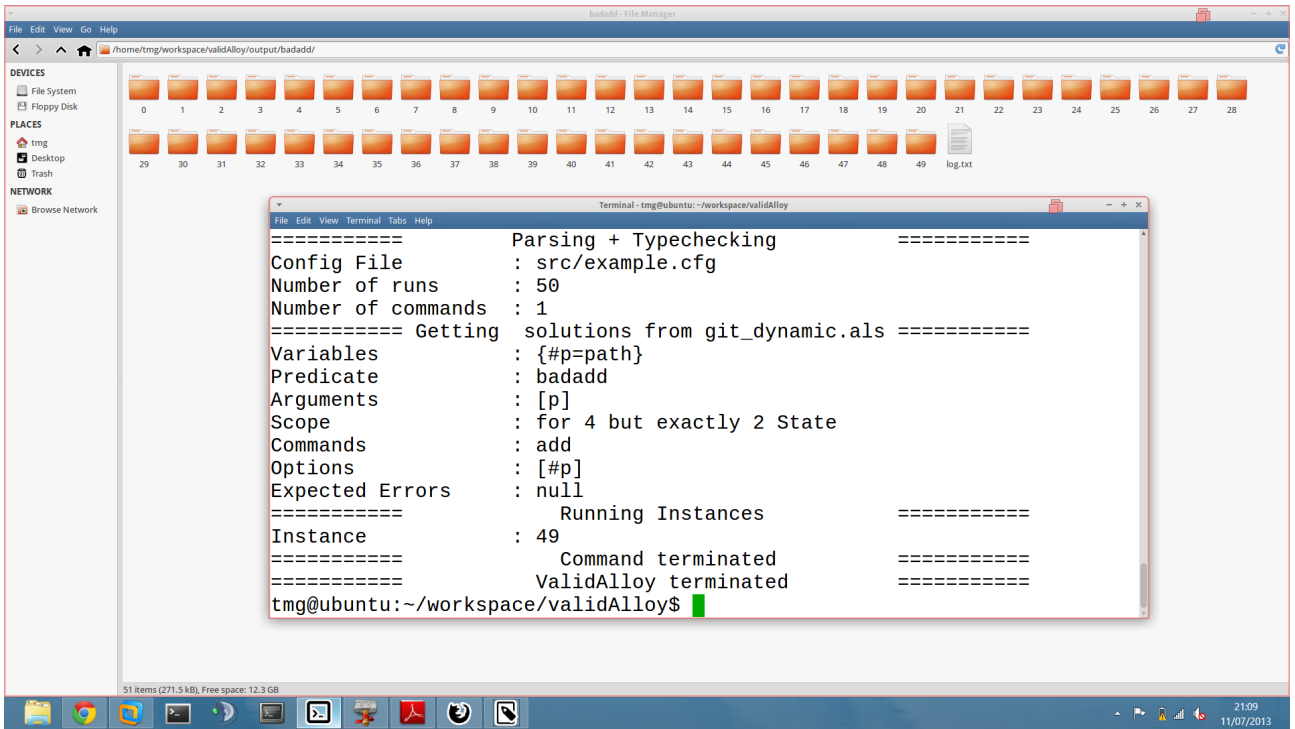 badadd - File Manager
File Edit View Go Help
/home/tmg/workspace/validAlloy/output/badadd/
DEVICES
File System
Floppy Disk
PLACES
tmg
Desktop
Trash
NETWORK
Browse Network
0 1 2 3 4 5 6 7 8 9 10 11 12 13 14 15 16 17 18 19 20 21 22 23 24 25 26 27 28
29 30 31 32 33 34 35 36 37 38 39 40 41 42 43 44 45 46 47 48 49 log.txt
Terminal - tmg@ubuntu: ~/workspace/validAlloy
File Edit View Terminal Tabs Help
=========== Parsing + Typechecking ===========
Config File : src/example.cfg
Number of runs : 50
Number of commands : 1
=========== Getting solutions from git_dynamic.als ===========
Variables : {#p=path}
Predicate : badadd
Arguments : [p]
Scope : for 4 but exactly 2 State
Commands : add
Options : [#p]
Expected Errors : null
=========== Running Instances ===========
Instance : 49
=========== Command terminated ===========
=========== ValidAlloy terminated ===========
tmg@ubuntu:~/workspace/validAlloy$
51 items (271.5 kB), Free space: 12.3 GB
21:09
11/07/2013